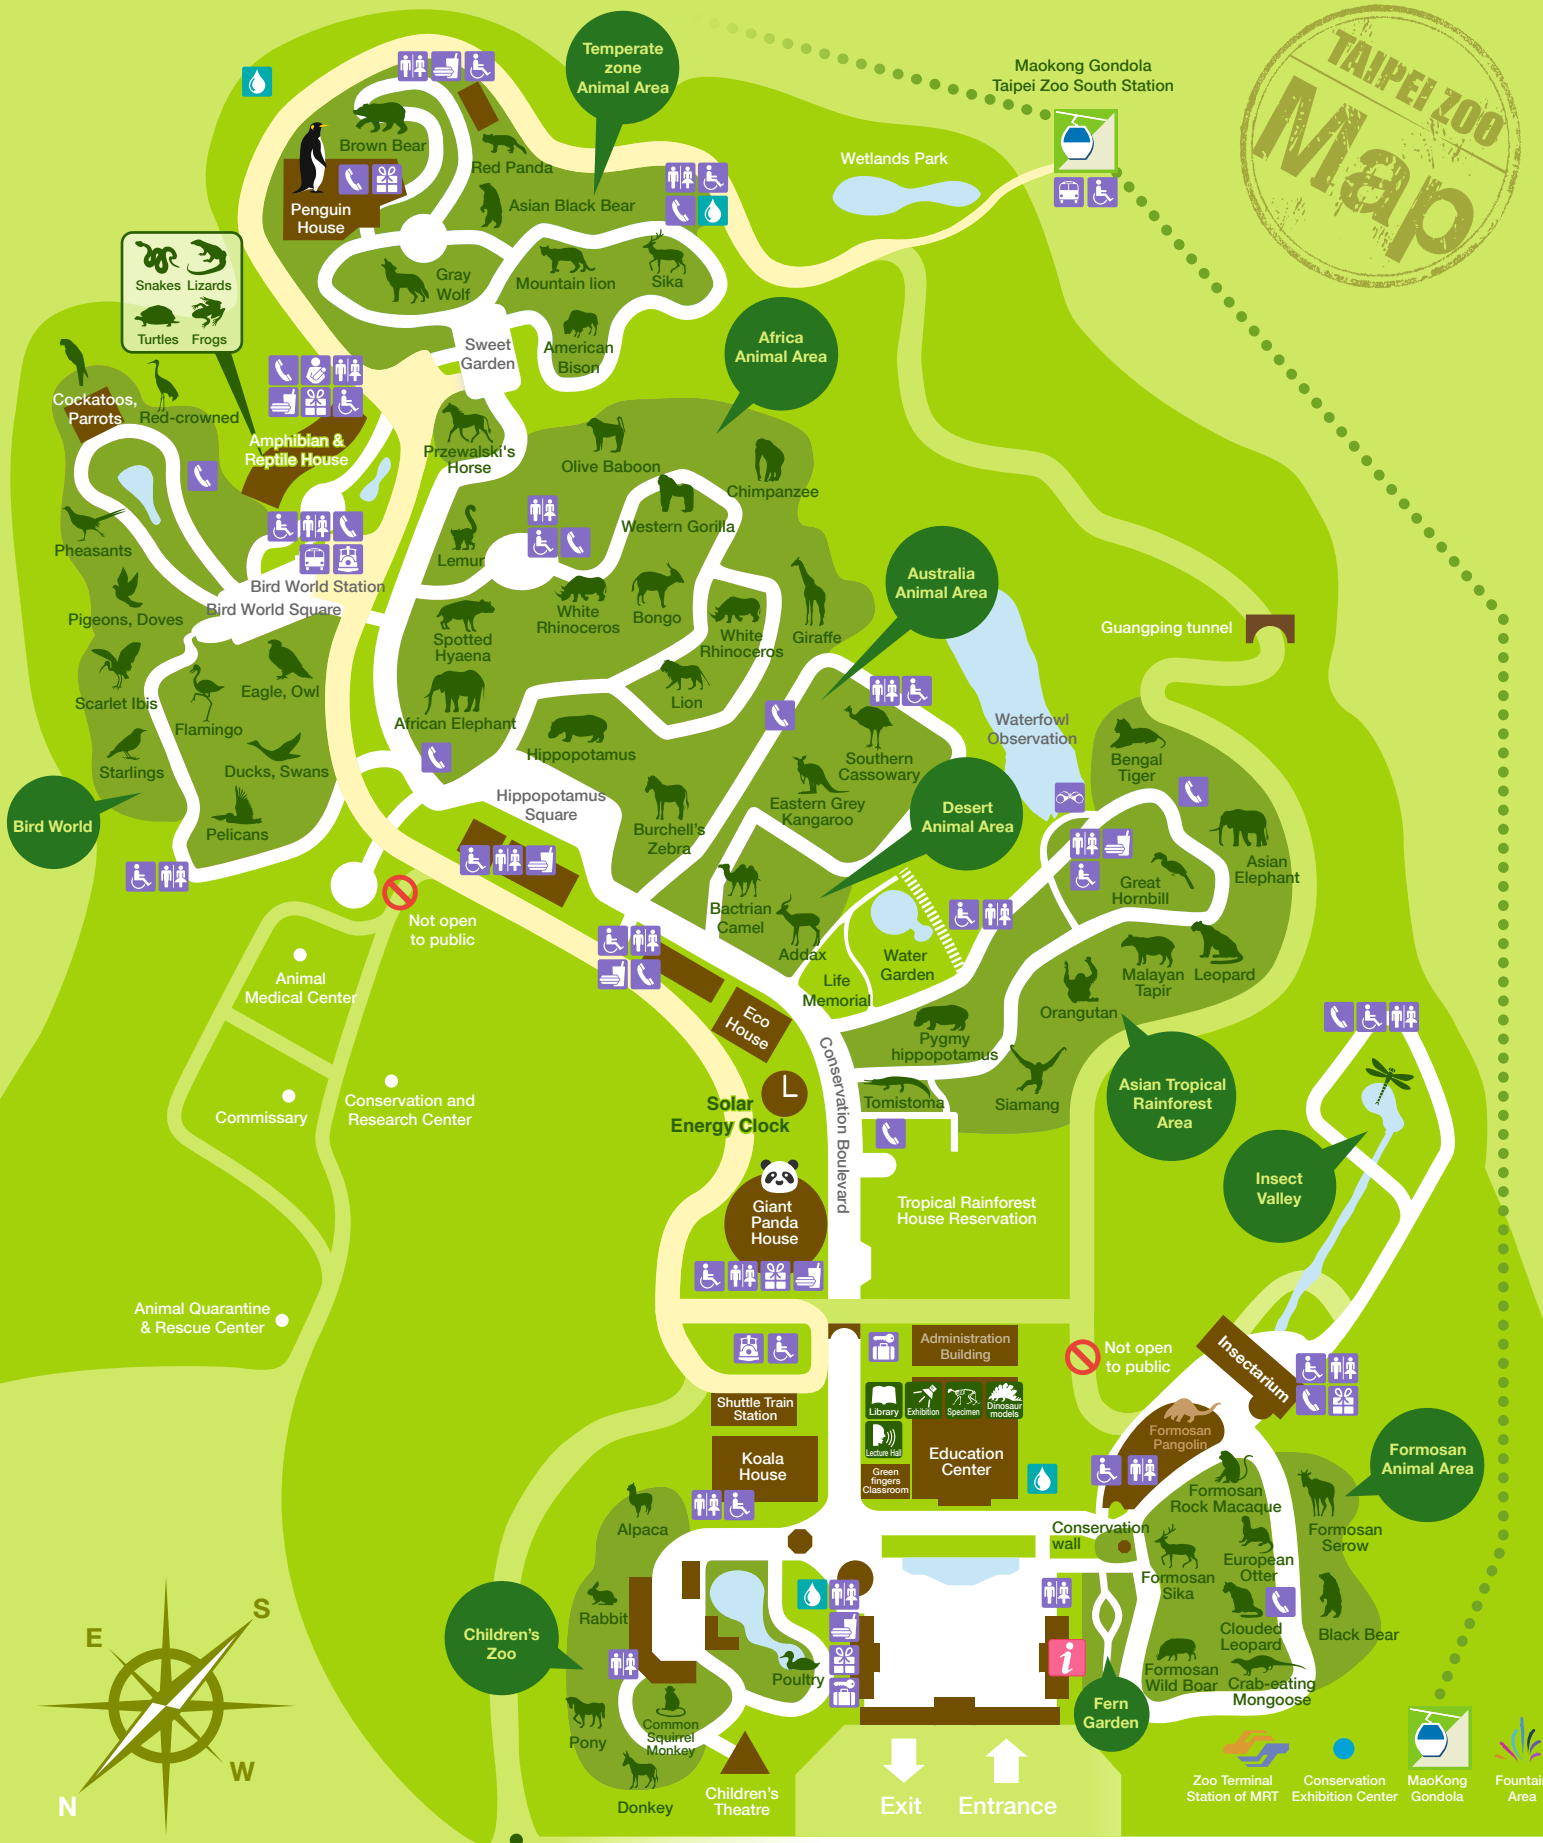 TAIPEI ZOO
Map
Temperate
zone
Animal Area
Maokong Gondola
Taipei Zoo South Station
Wetlands Park
Brown Bear
Red Panda
Asian Black Bear
Penguin
House
Gray
Wolf
Mountain lion
Sika
Snakes
Lizards
Turtles
Frogs
Sweet
Garden
American
Bison
Africa
Animal Area
Cockatoos,
Parrots
Red-crowned
Amphibian &
Reptile House
Przewalski's
Horse
Olive Baboon
Chimpanzee
Western Gorilla
Lemur
Pheasants
Bird World Station
Bird World Square
Pigeons, Doves
Spotted
Hyaena
White
Rhinoceros
Bongo
White
Rhinoceros
Giraffe
Australia
Animal Area
Guangping tunnel
Scarlet Ibis
Eagle, Owl
Flamingo
African Elephant
Lion
Hippopotamus
Starlings
Ducks, Swans
Pelicans
Bird World
Hippopotamus
Square
Burchell's
Zebra
Southern
Cassowary
Eastern Grey
Kangaroo
Waterfowl
Observation
Bengal
Tiger
Desert
Animal Area
Asian
Elephant
Great
Hornbill
Bactrian
Camel
Addax
Water
Garden
Life
Memorial
Malayan
Tapir
Leopard
Orangutan
Not open
to public
Animal
Medical Center
Eco
House
Conservation Boulevard
Pygmy
hippopotamus
Siamang
Tomistoma
Asian Tropical
Rainforest
Area
Commissary
Conservation and
Research Center
Solar
Energy Clock
Insect
Valley
Giant
Panda
House
Tropical Rainforest
House Reservation
Animal Quarantine
& Rescue Center
Administration
Building
Not open
to public
Insectarium
Shuttle Train
Station
Library
Exhibition
Specimen
Dinosaur
models
Lecture Hall
Green
fingers
Classroom
Education
Center
Koala
House
Formosan
Pangolin
Formosan
Animal Area
Formosan
Rock Macaque
Formosan
Serow
Alpaca
Conservation
wall
European
Otter
Formosan
Sika
Rabbit
Clouded
Leopard
Black Bear
Children's
Zoo
Poultry
Formosan
Wild Boar
Crab-eating
Mongoose
Pony
Common
Squirrel
Monkey
Fern
Garden
Donkey
Children's
Theatre
Exit
Entrance
Zoo Terminal
Station of MRT
Conservation
Exhibition Center
MaoKong
Gondola
Fountain
Area
S
E
W
N
i